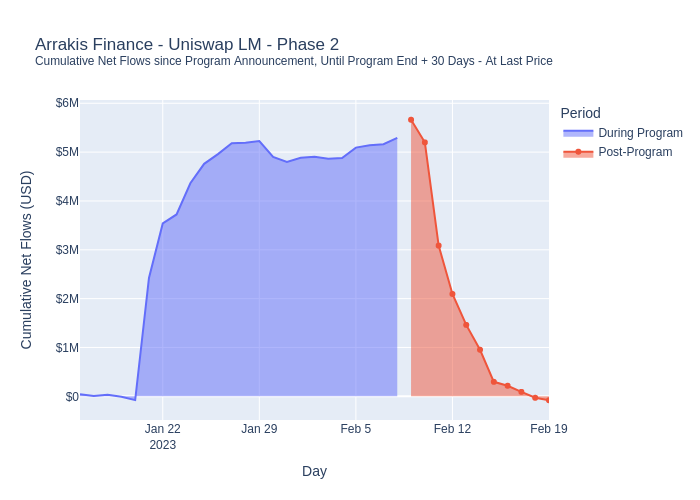 Arrakis Finance - Uniswap LM - Phase 2
Cumulative Net Flows since Program Announcement, Until Program End + 30 Days - At Last Price
Period
During Program
Post-Program
Cumulative Net Flows (USD)
$6M
$5M
$4M
$3M
$2M
$1M
$0
Jan 22
2023
Jan 29
Feb 5
Feb 12
Feb 19
Day